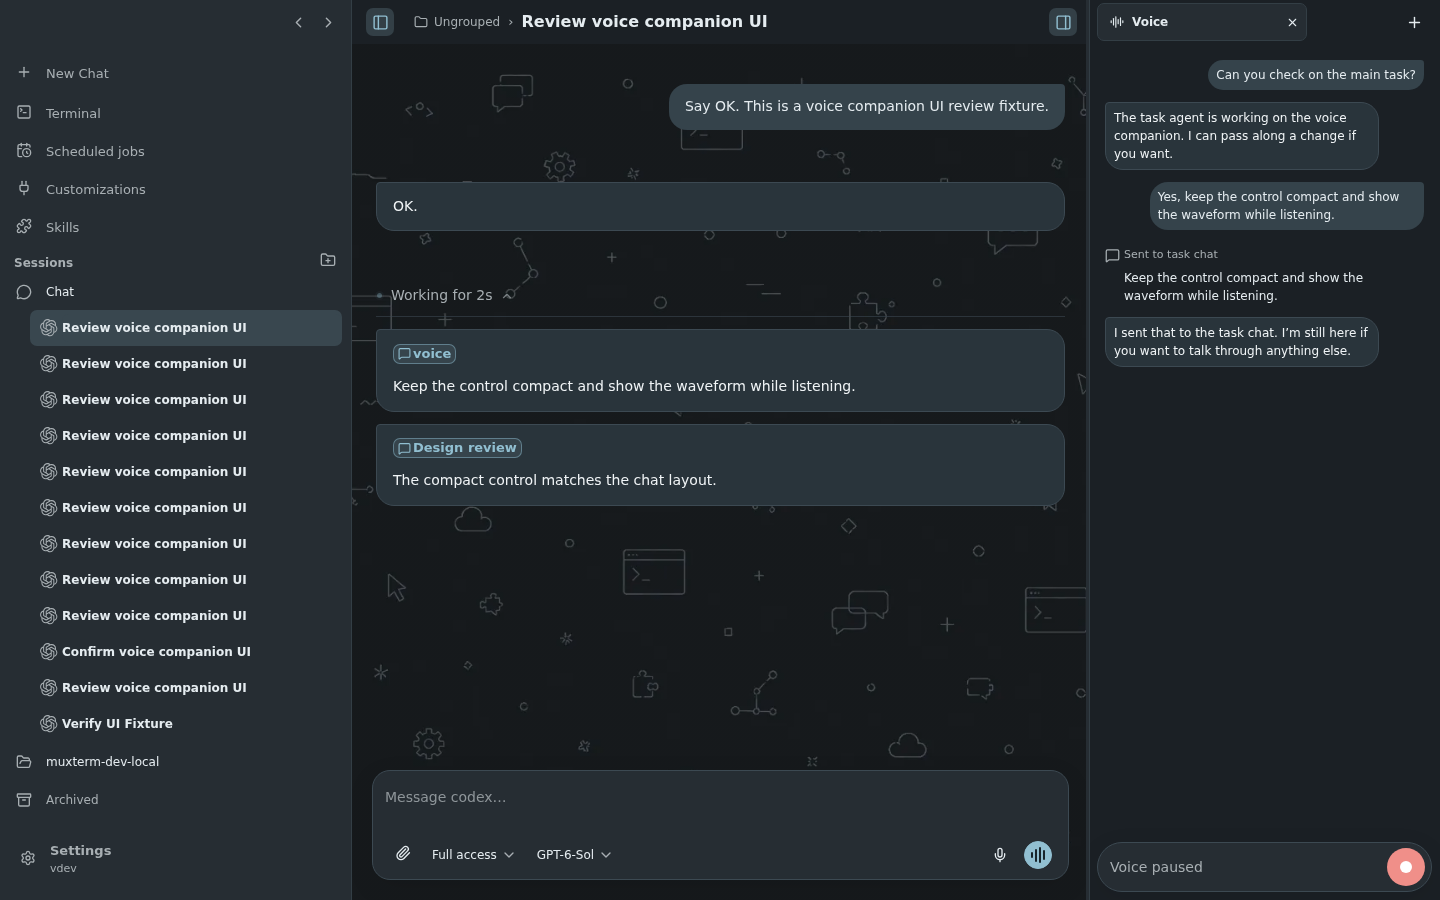 New Chat
Terminal
Scheduled jobs
Customizations
Skills
Sessions
Chat
Review voice companion UI
Review voice companion UI
Review voice companion UI
Review voice companion UI
Review voice companion UI
Review voice companion UI
Review voice companion UI
Review voice companion UI
Review voice companion UI
Confirm voice companion UI
Review voice companion UI
Verify UI Fixture
muxterm-dev-local
Archived
Settings
vdev
Ungrouped › Review voice companion UI
Say OK. This is a voice companion UI review fixture.
OK.
Working for 2s
voice
Keep the control compact and show the waveform while listening.
Design review
The compact control matches the chat layout.
Message codex...
Full access
GPT-6-Sol
Voice
Can you check on the main task?
The task agent is working on the voice
companion. I can pass along a change if
you want.
Yes, keep the control compact and show
the waveform while listening.
Sent to task chat
Keep the control compact and show the
waveform while listening.
I sent that to the task chat. I’m still here if
you want to talk through anything else.
Voice paused